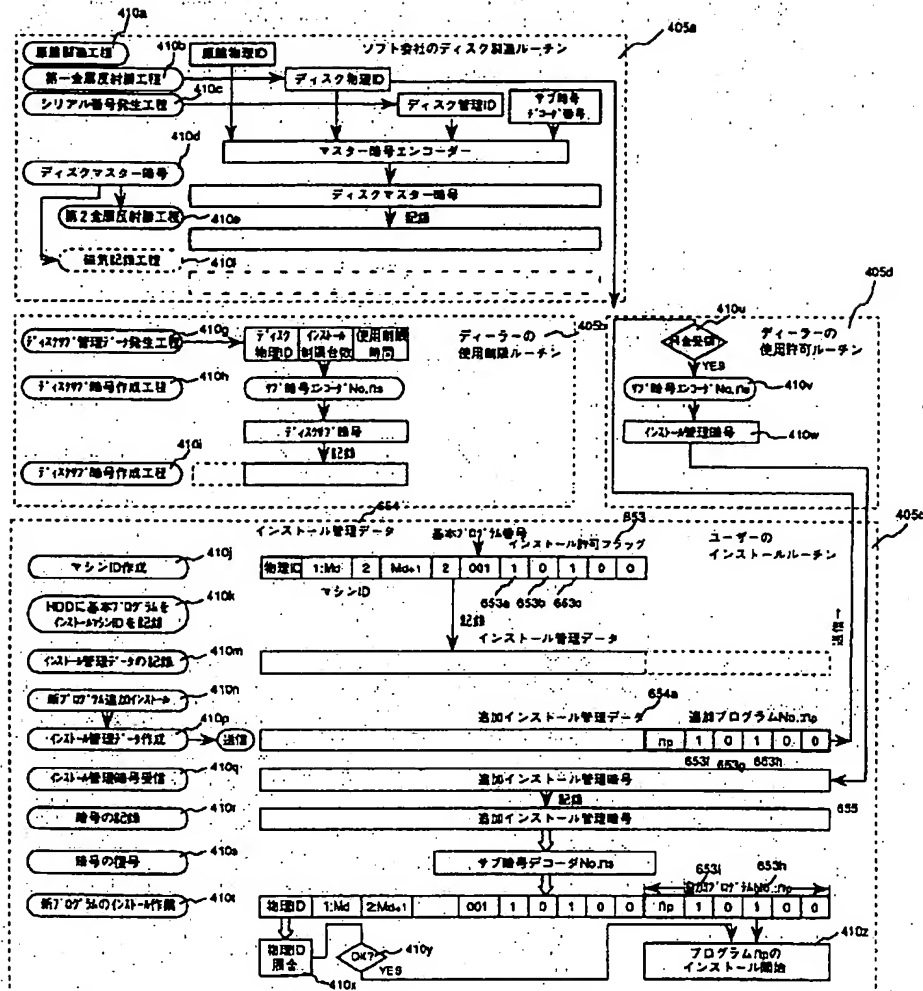 410a
410b
原盤物理ID
ソフト会社のディスク製造ルーチン
405a
原盤製造工程
第一金属反射膜工程
410c
ディスク物理ID
シリアル番号発生工程
ディスク管理ID
サブ暗号
デコーダ番号
410d
マスター暗号エンコーダー
ディスクマスター暗号
ディスクマスター暗号
記録
第2金属反射膜工程
410e
磁気記録工程
410f
405d
410g
405b
410u
ディスクサブ管理データ発生工程
ディスク
物理ID
インストール
制限台数
使用制限
時間
ディーラーの
使用制限ルーチン
料金受領?
ディーラーの
使用許可ルーチン
YES
410h
ディスクサブ暗号作成工程
サブ暗号エンコーダNo.ns
サブ暗号エンコーダNo.ns
410v
ディスクサブ暗号
インストール管理暗号
410w
410i
記録
ディスクサブ暗号作成工程
654
405c
インストール管理データ
基本プログラム番号
653
インストール許可フラッグ
ユーザーの
インストールルーチン
410j
マシンID作成
物理ID 1:Md 2 Md+1 2 001 1 0 1 0 0
マシンID
653a 653b 653c
410k
HDDに基本プログラムを
インストールマシンIDを記録
記録
送信
インストール管理データ
410m
インストール管理データの記録
410n
新プログラム追加インストール
654a
410p
追加インストール管理データ
追加プログラムNo.:np
インストール管理データ作成
送信
np 1 0 1 0 0
653f 653g 653h
410q
インストール管理暗号受信
追加インストール管理暗号
記録
410r
655
暗号の記録
追加インストール管理暗号
410s
暗号の復号
サブ暗号デコーダNo.ns
653i
653h
410t
追加プログラムNo.:np
新プログラムのインストール作業
物理ID 1:Md 2:Md+1 001 1 0 1 0 0 np 1 0 1 0 0
410y
410z
物理ID
照合
OK?
YES
プログラムnpの
インストール開始
410x